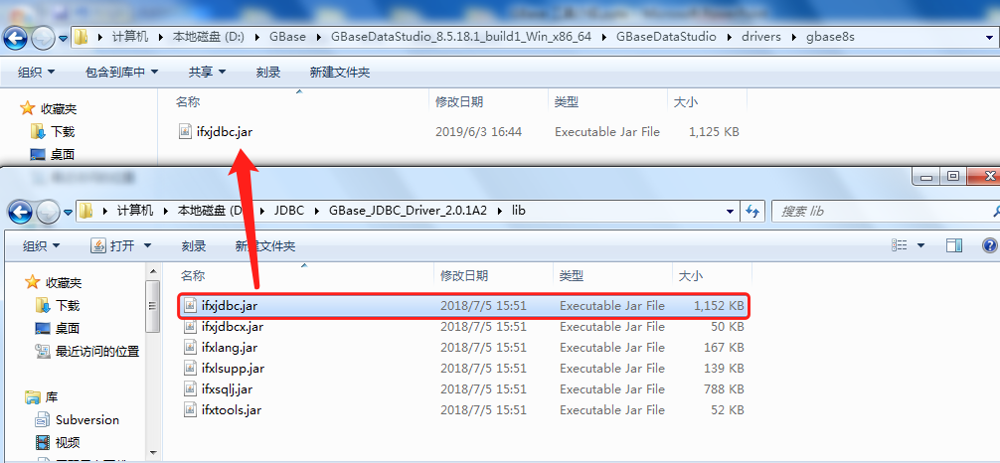 计算机 本地磁盘 (D:) GBase GBaseDataStudio_8.5.18.1_build1_Win_x86_64 GBaseDataStudio drivers gbase8s
组织 包含到库中 共享 刻录 新建文件夹
收藏夹
下载
桌面
名称 修改日期 类型 大小
ifxjdbc.jar 2019/6/3 16:44 Executable Jar File 1,125 KB
计算机 本地磁盘 (D:) JDBC GBase_JDBC_Driver_2.0.1A2 lib
搜索 lib
组织 打开 刻录 新建文件夹
收藏夹
下载
桌面
最近访问的位置
库
Subversion
视频
名称 修改日期 类型 大小
ifxjdbc.jar 2018/7/5 15:51 Executable Jar File 1,152 KB
ifxjdbcx.jar 2018/7/5 15:51 Executable Jar File 50 KB
ifxlang.jar 2018/7/5 15:51 Executable Jar File 167 KB
ifxlsupp.jar 2018/7/5 15:51 Executable Jar File 139 KB
ifxsqlj.jar 2018/7/5 15:51 Executable Jar File 788 KB
ifxtools.jar 2018/7/5 15:51 Executable Jar File 52 KB